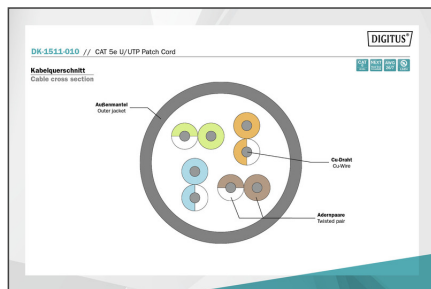 DIGITUS®
DK-1511-010 // CAT 5e U/UTP Patch Cord
Kabelquerschnitt
Cable cross section
Außenmantel
Outer jacket
Cu-Draht
Cu-Wire
Adernpaare
Twisted pair